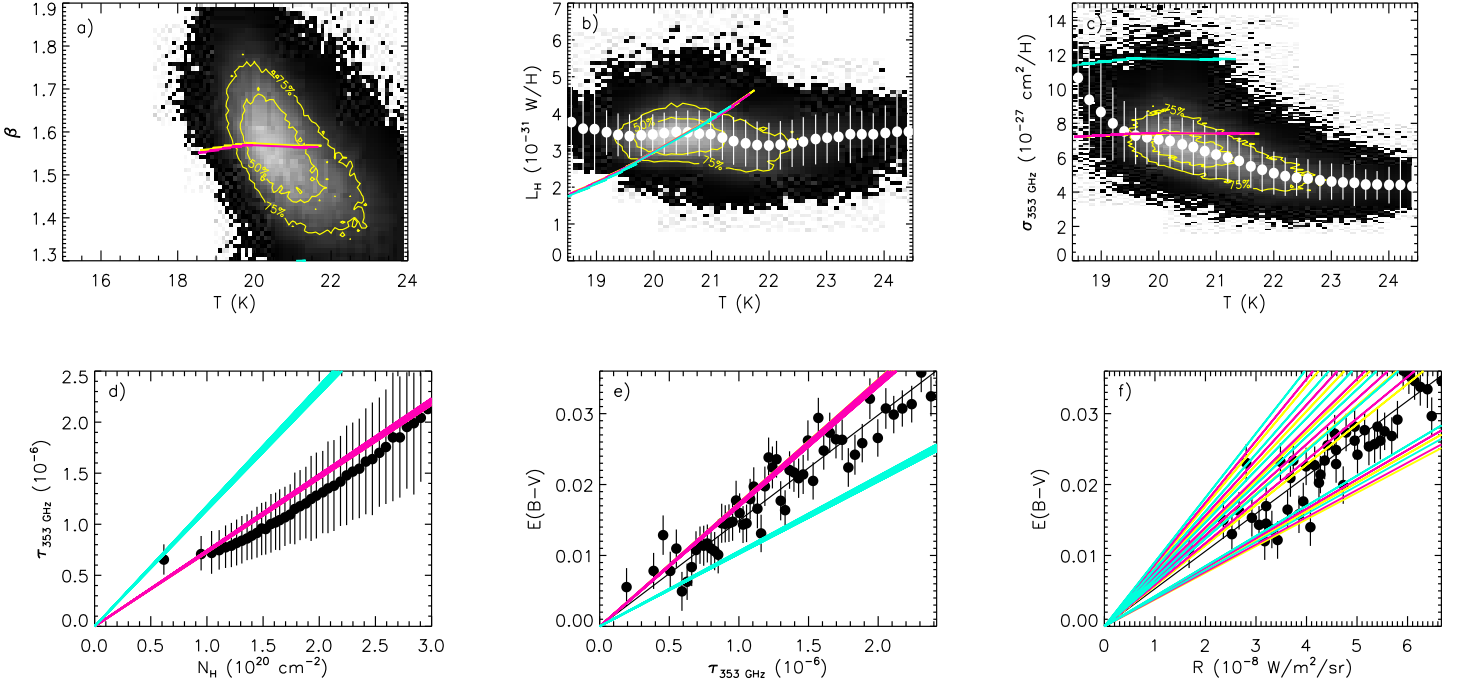 a)
1.9
1.8
1.7
1.6
1.5
1.4
1.3
β
75%
50%
75%
16 18 20 22 24
T (K)
b)
7
6
5
4
3
2
1
0
L_H (10^-31 W/H)
50%
75%
19 20 21 22 23 24
T (K)
c)
14
12
10
8
6
4
2
0
σ_353 GHz (10^-27 cm^2/H)
75%
75%
19 20 21 22 23 24
T (K)
d)
2.5
2.0
1.5
1.0
0.5
0.0
τ_353 GHz (10^-6)
0.0 0.5 1.0 1.5 2.0 2.5 3.0
N_H (10^20 cm^-2)
e)
0.03
0.02
0.01
0.00
E(B-V)
0.0 0.5 1.0 1.5 2.0
τ_353 GHz (10^-6)
f)
0.03
0.02
0.01
0.00
E(B-V)
0 1 2 3 4 5 6
R (10^-8 W/m^2/sr)